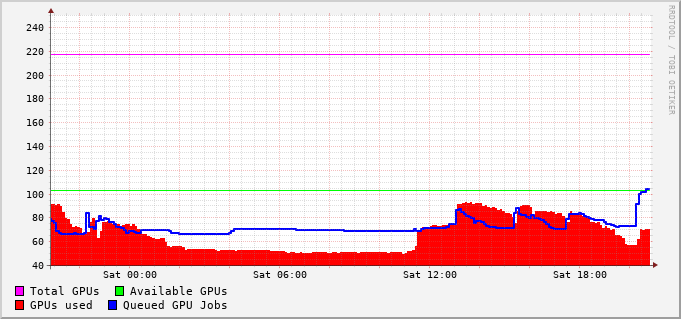 240
220
200
180
160
140
120
100
80
60
40
Sat 00:00 Sat 06:00 Sat 12:00 Sat 18:00
Total GPUs Available GPUs
GPUs used Queued GPU Jobs
RRDTOOL / TOBI OETIKER